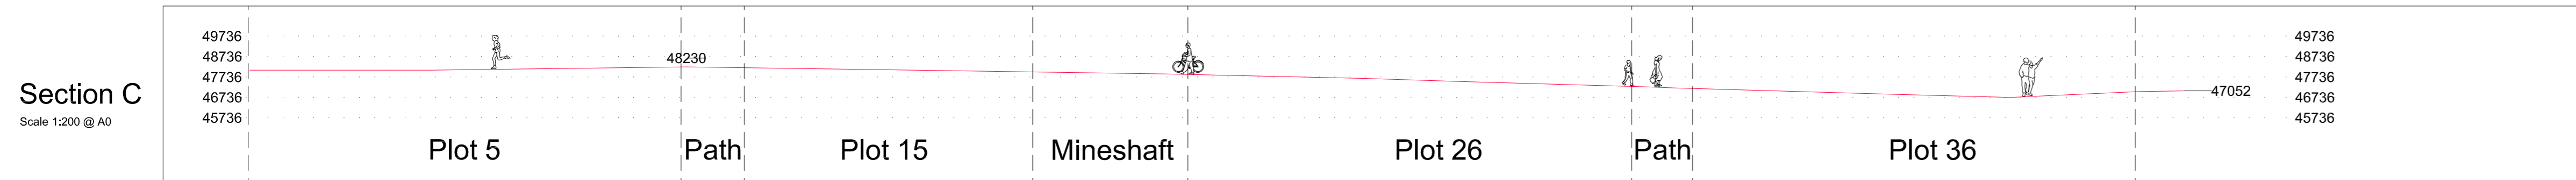 49736 49736
48736 48230 48736
47736 47736
Section C
46736 47052 46736
Scale 1:200 @ A0
45736 45736
Plot 5 Path Plot 15 Mineshaft Plot 26 Path Plot 36